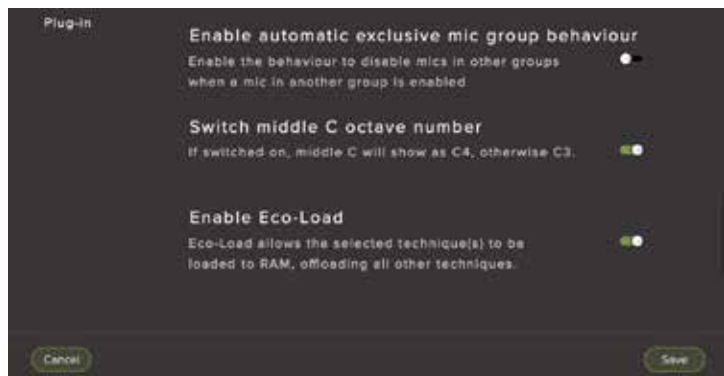 Plug-in
Enable automatic exclusive mic group behaviour
Enable the behaviour to disable mics in other groups
when a mic in another group is enabled
Switch middle C octave number
If switched on, middle C will show as C4, otherwise C3.
Enable Eco-Load
Eco-Load allows the selected technique(s) to be
loaded to RAM, offloading all other techniques.
Cancel
Save